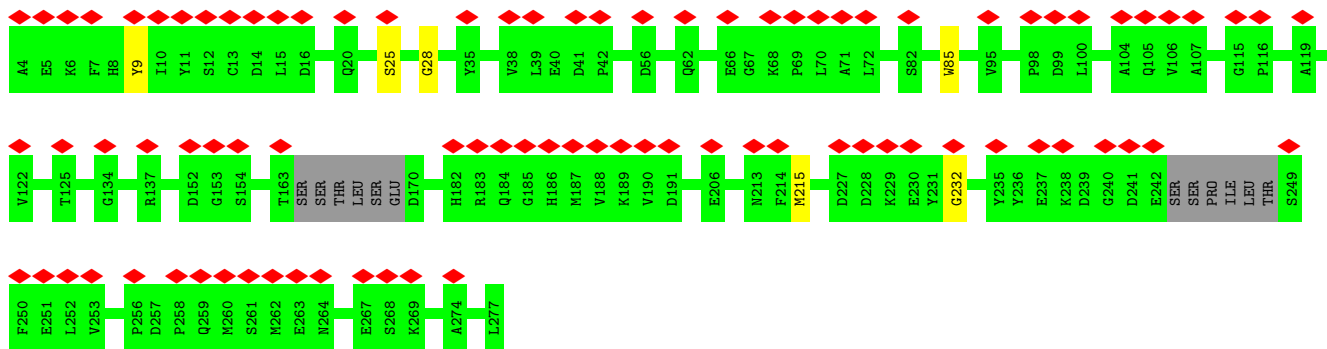 A4 E5 K6 F7 H8 Y9 I10 Y11 S12 C13 D14 L15 D16 Q20 S25 G28 Y35 V38 L39 E40 D41 P42 D56 Q62 E66 G67 K68 P69 L70 A71 L72 S82 W85 V95 P98 D99 L100 A104 Q105 V106 A107 G115 P116 A119
V122 T125 G134 R137 D152 G153 S154 T163 SER SER THR LEU SER GLU D170 H182 R183 Q184 G185 H186 M187 V188 K189 V190 D191 E206 N213 F214 M215 D227 D228 K229 E230 Y231 G232 Y235 Y236 E237 K238 D239 G240 D241 E242 SER SER PRO ILE LEU THR S249
F250 E251 L252 V253 P256 D257 P258 Q259 M260 S261 M262 E263 N264 E267 S268 K269 A274 L277